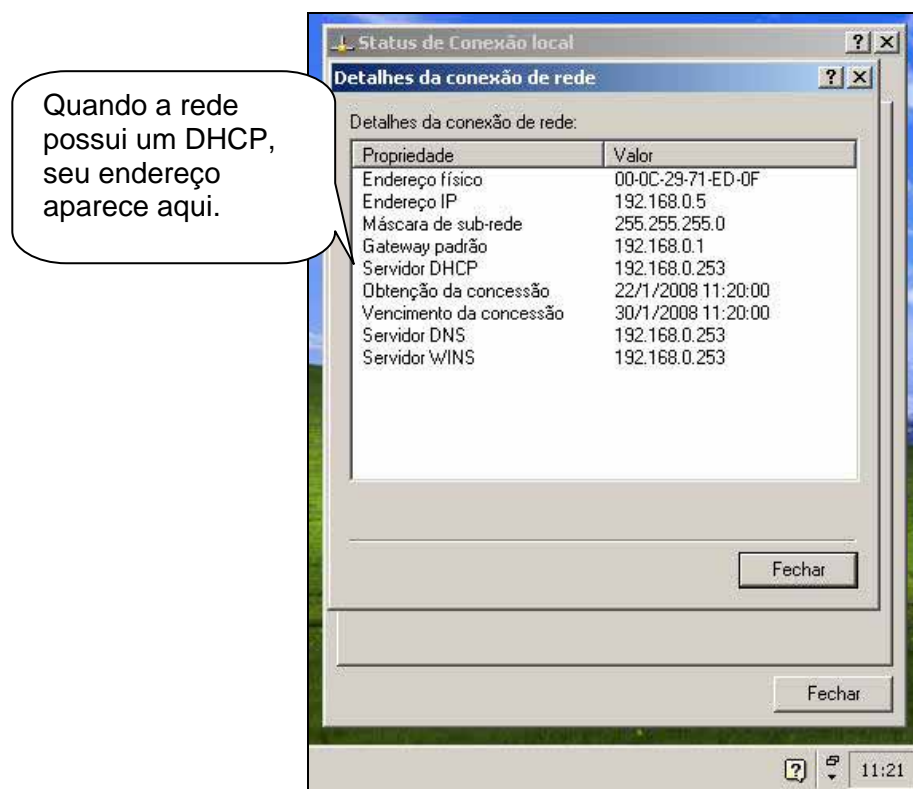 Quando a rede
possui um DHCP,
seu endereço
aparece aqui.
Status de Conexão local
Detalhes da conexão de rede
Detalhes da conexão de rede:
Propriedade Valor
Endereço físico 00-0C-29-71-ED-0F
Endereço IP 192.168.0.5
Máscara de sub-rede 255.255.255.0
Gateway padrão 192.168.0.1
Servidor DHCP 192.168.0.253
Obtenção da concessão 22/1/2008 11:20:00
Vencimento da concessão 30/1/2008 11:20:00
Servidor DNS 192.168.0.253
Servidor WINS 192.168.0.253
Fechar
Fechar
11:21